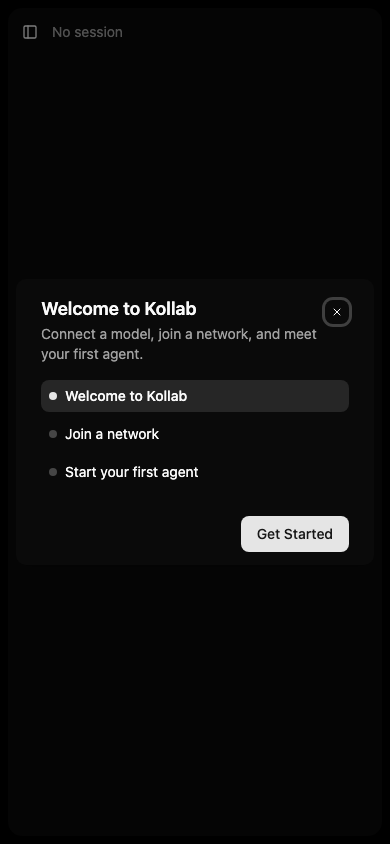 No session
Welcome to Kollab
Connect a model, join a network, and meet
your first agent.
Welcome to Kollab
Join a network
Start your first agent
Get Started